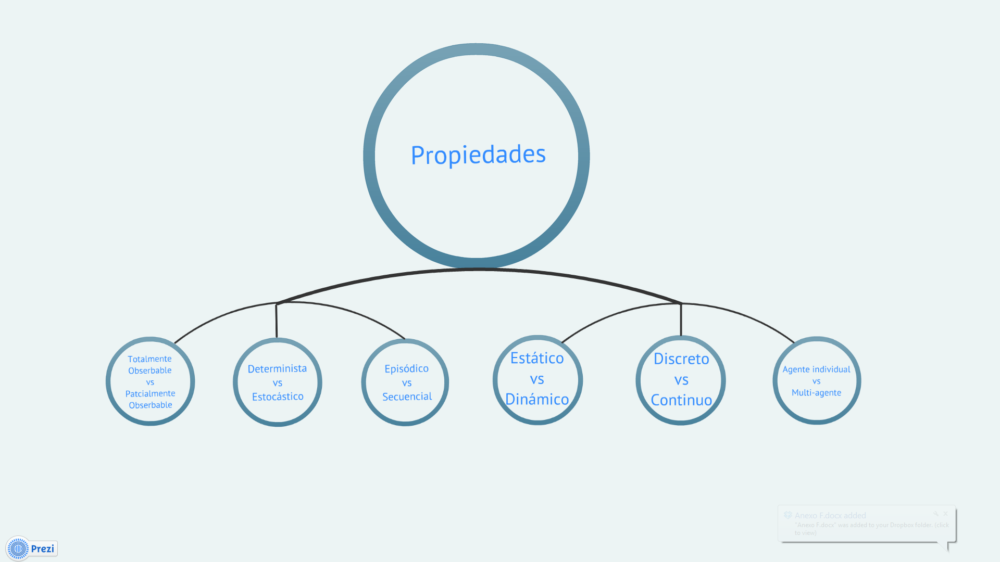 Propiedades
Totalmente
Obserbable
vs
Patcialmente
Obserbable
Determinista
vs
Estocástico
Episódico
vs
Secuencial
Estático
vs
Dinámico
Discreto
vs
Continuo
Agente individual
vs
Multi-agente
Anexo F.docx added
"Anexo F.docx" was added to your Dropbox folder. (click
to view)
Prezi